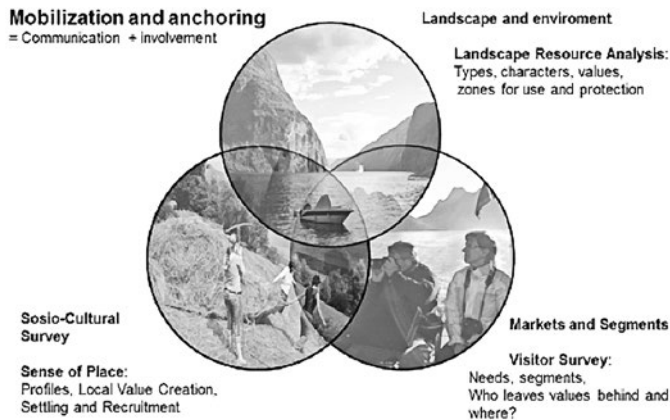 Mobilization and anchoring
= Communication + involvement
Landscape and enviroment
Landscape Resource Analysis:
Types, characters, values,
zones for use and protection
Sosio-Cultural
Survey
Sense of Place:
Profiles, Local Value Creation,
Settling and Recruitment
Markets and Segments
Visitor Survey:
Needs, segments,
Who leaves values behind and
where?